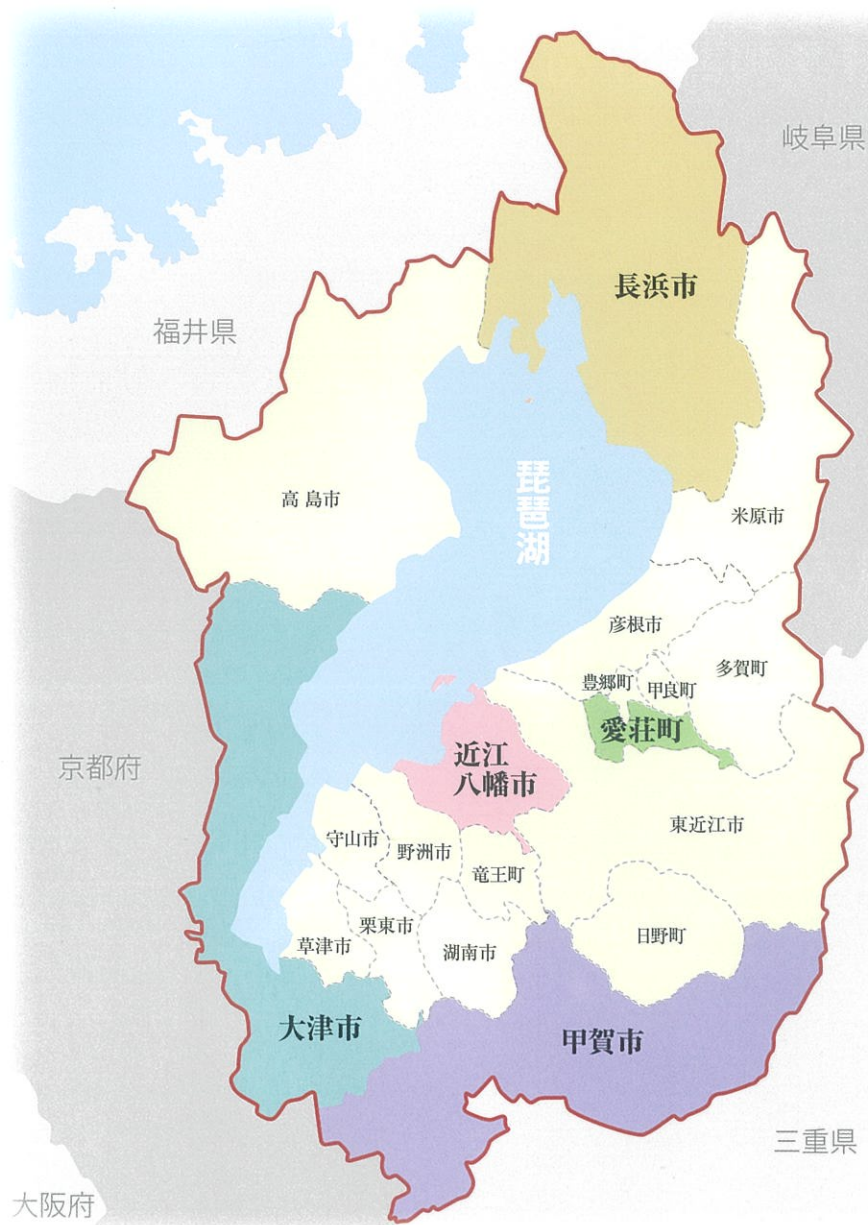 岐阜県
長浜市
福井県
琵琶湖
高島市
米原市
彦根市
多賀町
豊郷町
甲良町
愛荘町
京都府
近江
八幡市
東近江市
守山市
野洲市
竜王町
栗東市
草津市
湖南市
日野町
大津市
甲賀市
三重県
大阪府